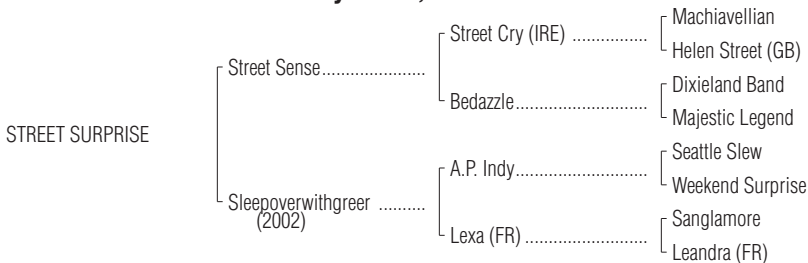 Machiavellian
Street Cry (IRE) ................
Helen Street (GB)
Street Sense......................
Dixieland Band
Bedazzle............................
Majestic Legend
STREET SURPRISE
Seattle Slew
A.P. Indy............................
Weekend Surprise
Sleepoverwithgreer ..........
(2002)
Sanglamore
Lexa (FR) ..........................
Leandra (FR)